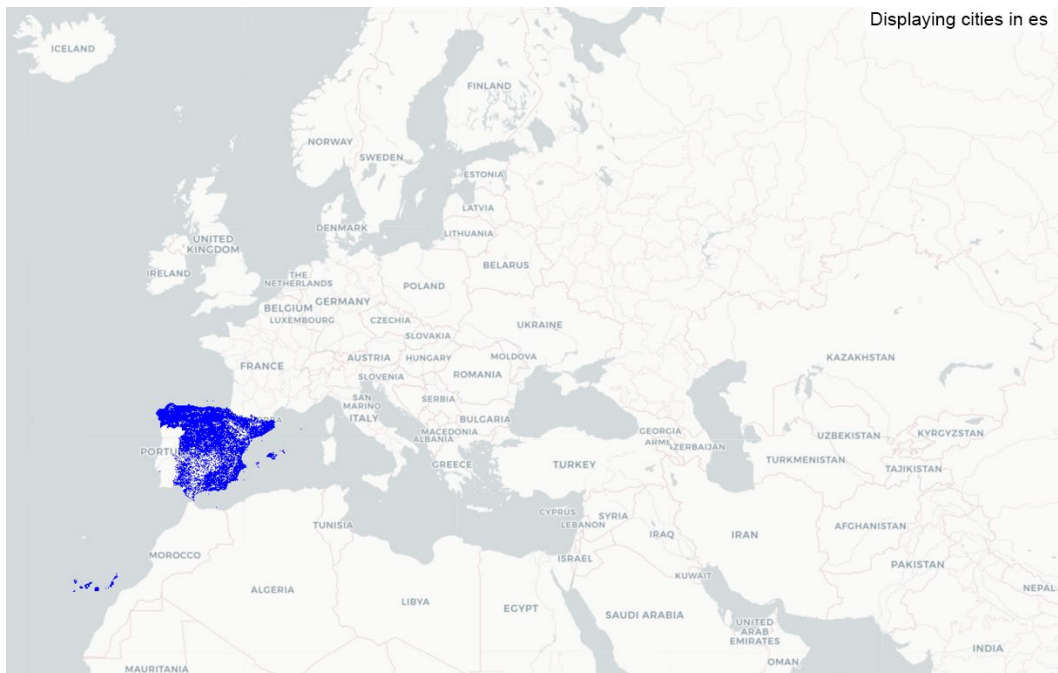 Displaying cities in es
ICELAND
FINLAND
NORWAY
SWEDEN
ESTONIA
LATVIA
DENMARK
LITHUANIA
UNITED
KINGDOM
IRELAND
THE
NETHERLANDS
BELARUS
POLAND
BELGIUM
GERMANY
LUXEMBOURG
CZECHIA
UKRAINE
SLOVAKIA
FRANCE
AUSTRIA
HUNGARY
MOLDOVA
KAZAKHSTAN
SLOVENIA
ROMANIA
SAN
MARINO
SERBIA
ITALY
BULGARIA
MACEDONIA
ALBANIA
GEORGIA
ARME
AZERBAIJAN
UZBEKISTAN
KYRGYZSTAN
PORTU
GREECE
TURKEY
TURKMENISTAN
TAJIKISTAN
CYPRUS
LEBANON
SYRIA
TUNISIA
IRAQ
IRAN
AFGHANISTAN
MOROCCO
ISRAEL
PAKISTAN
ALGERIA
KUWAIT
NEPAL
LIBYA
EGYPT
SAUDI ARABIA
UNITED
ARAB
EMIRATES
INDIA
OMAN
MAURITANIA